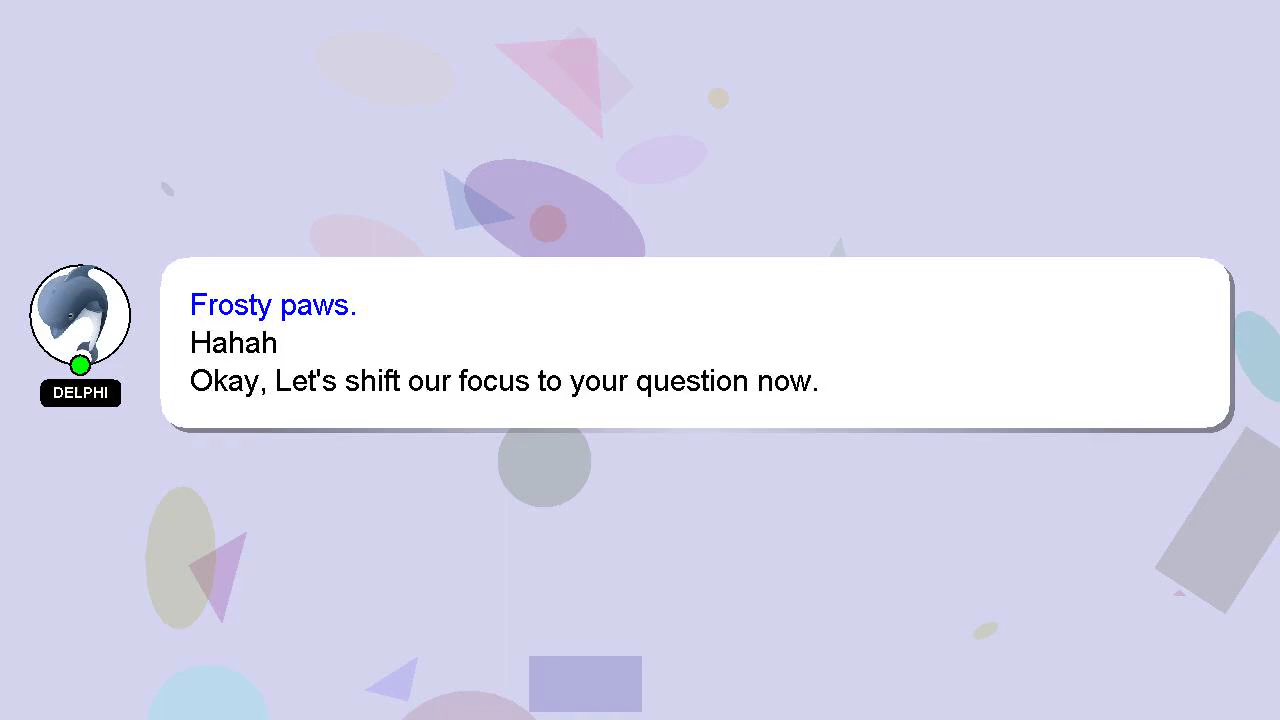 Frosty paws.
Hahah
Okay, Let's shift our focus to your question now.
DELPHI